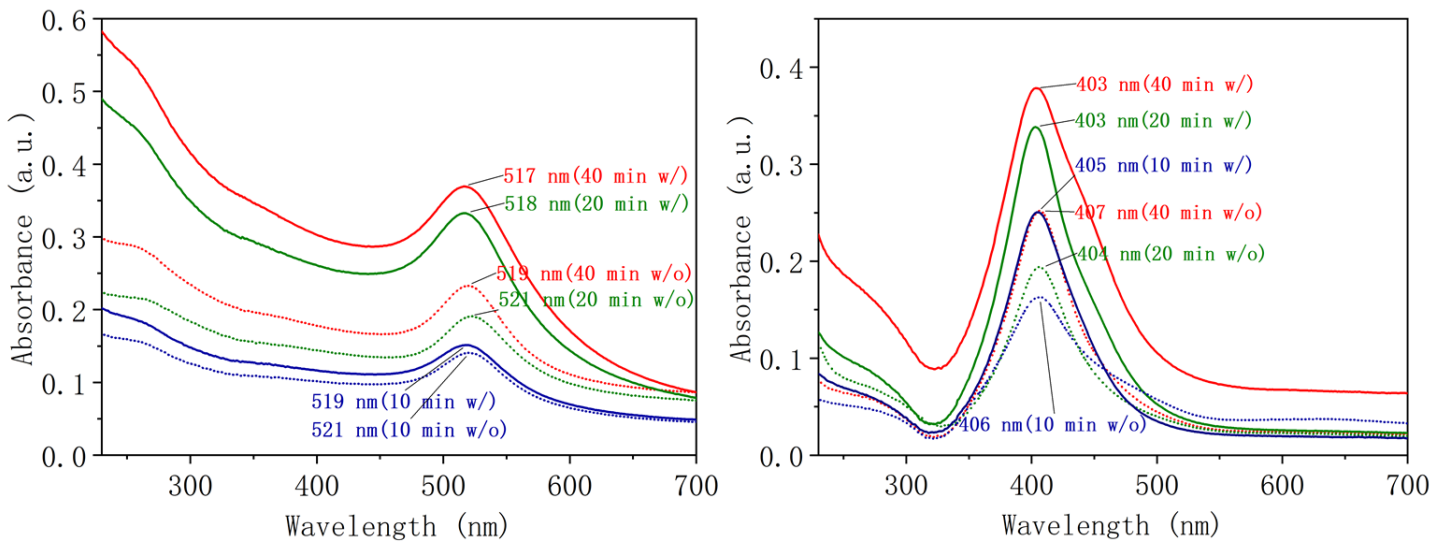 0.6
0.5
0.4
0.3
0.2
0.1
0.0
Absorbance (a.u.)
517 nm(40 min w/)
518 nm(20 min w/)
519 nm(40 min w/o)
521 nm(20 min w/o)
519 nm(10 min w/)
521 nm(10 min w/o)
300 400 500 600 700
Wavelength (nm)
0.4
0.3
0.2
0.1
0.0
Absorbance (a.u.)
403 nm(40 min w/)
403 nm(20 min w/)
405 nm(10 min w/)
407 nm(40 min w/o)
404 nm(20 min w/o)
406 nm(10 min w/o)
300 400 500 600 700
Wavelength (nm)